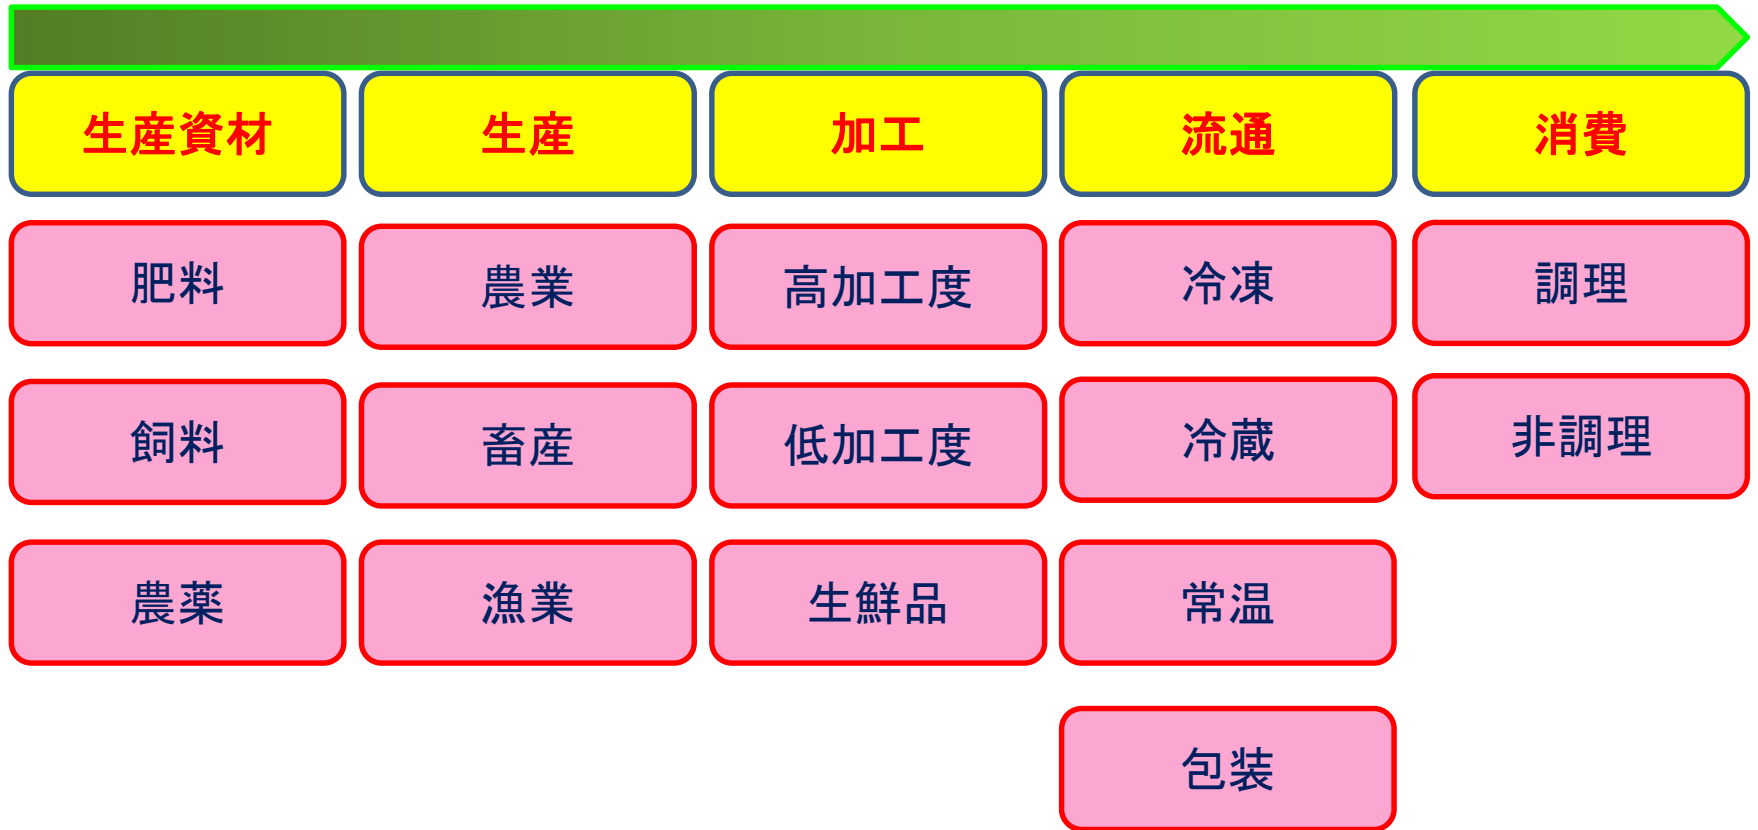 生産資材
生産
加工
流通
消費
肥料
農業
高加工度
冷凍
調理
飼料
畜産
低加工度
冷蔵
非調理
農薬
漁業
生鮮品
常温
包装